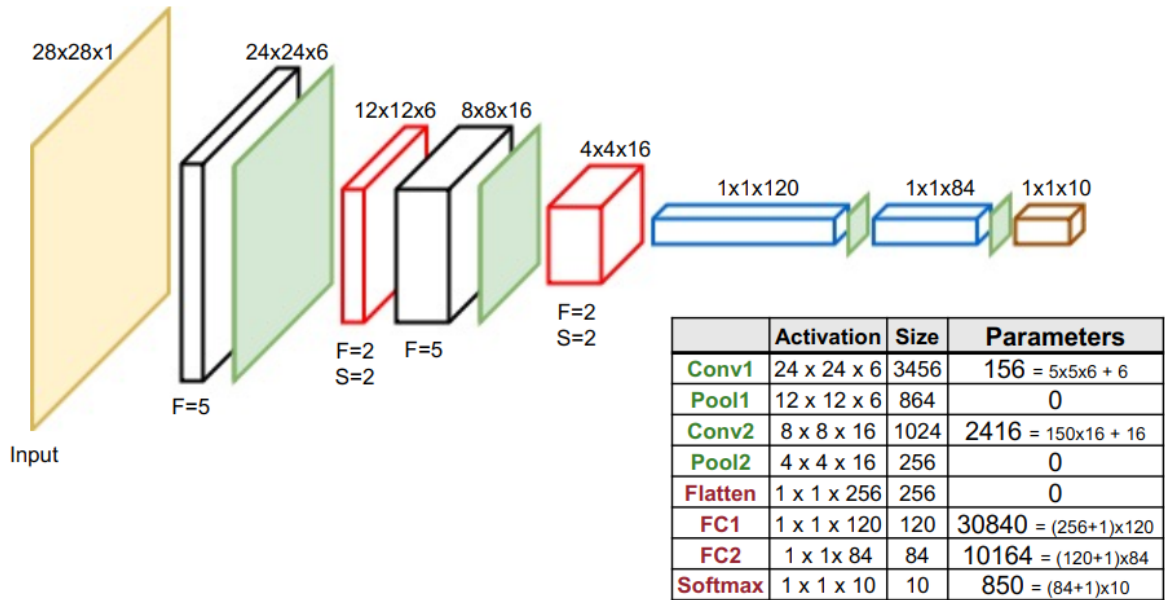 28x28x1
24x24x6
12x12x6
8x8x16
4x4x16
1x1x120
1x1x84
1x1x10
F=5
F=2
S=2
F=5
F=2
S=2
Input
Activation Size Parameters
Conv1 24 x 24 x 6 3456 156 = 5x5x6 + 6
Pool1 12 x 12 x 6 864 0
Conv2 8 x 8 x 16 1024 2416 = 150x16 + 16
Pool2 4 x 4 x 16 256 0
Flatten 1 x 1 x 256 256 0
FC1 1 x 1 x 120 120 30840 = (256+1)x120
FC2 1 x 1x 84 84 10164 = (120+1)x84
Softmax 1 x 1 x 10 10 850 = (84+1)x10